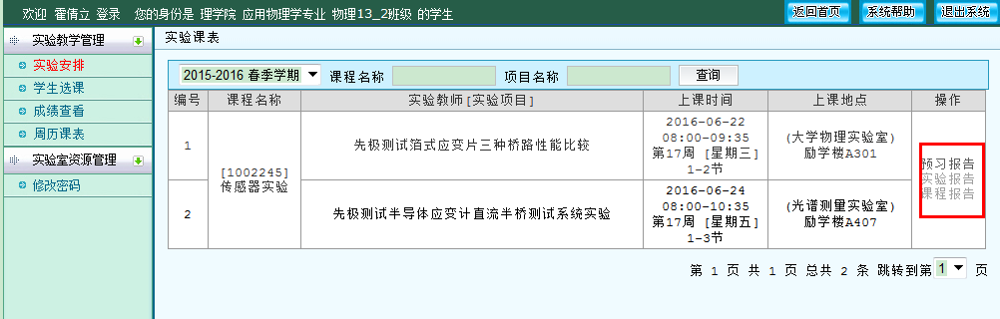 欢迎 霍倩立 登录 您的身份是 理学院 应用物理学专业 物理13_2班级 的学生
返回首页 系统帮助 退出系统
实验教学管理
实验安排
学生选课
成绩查看
周历课表
实验室资源管理
修改密码
实验课表
2015-2016 春季学期 课程名称 项目名称 查询
编号 课程名称 实验教师[实验项目] 上课时间 上课地点 操作
1
[1002245]
传感器实验
先极测试箔式应变片三种桥路性能比较
2016-06-22
08:00-09:35
第17周 [星期三]
1-2节
(大学物理实验室)
励学楼A301
2
先极测试半导体应变计直流半桥测试系统实验
2016-06-24
08:00-10:35
第17周 [星期五]
1-3节
(光谱测量实验室)
励学楼A407
预习报告
实验报告
课程报告
第 1 页 共 1 页 总共 2 条 跳转到第 1 页